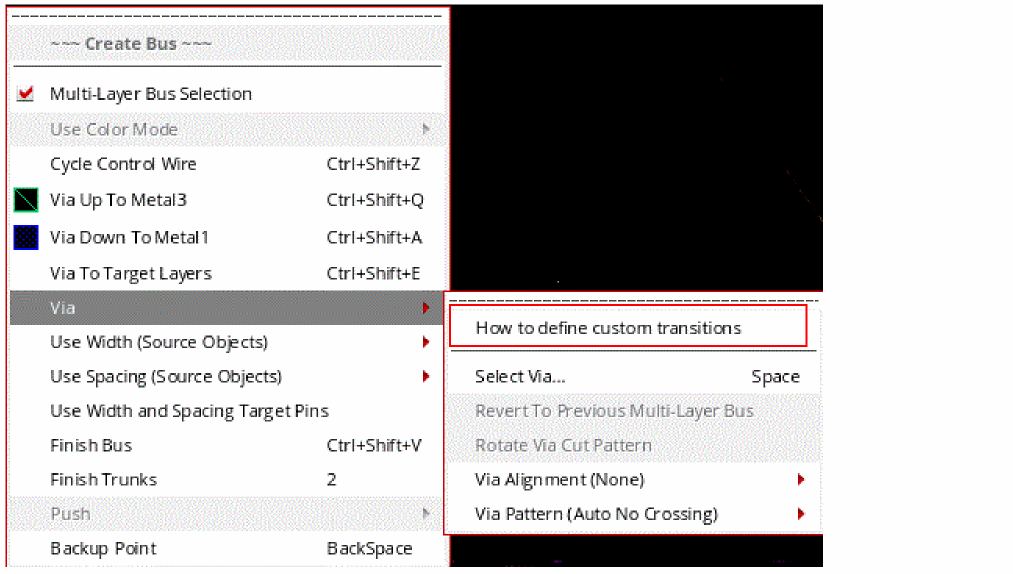 ~~~ Create Bus ~~~
Multi-Layer Bus Selection
Use Color Mode
Cycle Control Wire Ctrl+Shift+Z
Via Up To Metal3 Ctrl+Shift+Q
Via Down To Metal1 Ctrl+Shift+A
Via To Target Layers Ctrl+Shift+E
Via
Use Width (Source Objects)
Use Spacing (Source Objects)
Use Width and Spacing Target Pins
Finish Bus Ctrl+Shift+V
Finish Trunks 2
Push
Backup Point BackSpace
How to define custom transitions
Select Via... Space
Revert To Previous Multi-Layer Bus
Rotate Via Cut Pattern
Via Alignment (None)
Via Pattern (Auto No Crossing)